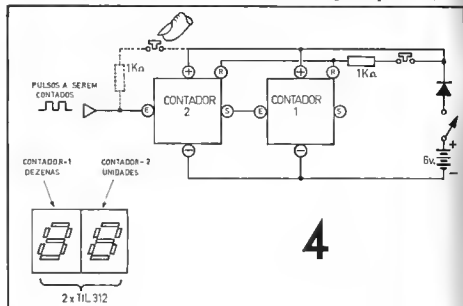 1KΩ
PULSOS A SEREM
CONTADOS
E
+
R
CONTADOR
2
S
−
E
+
R
CONTADOR
1
S
−
1KΩ
+
6v.
−
CONTADOR-1
DEZENAS
CONTADOR-2
UNIDADES
2 x TIL 312
4